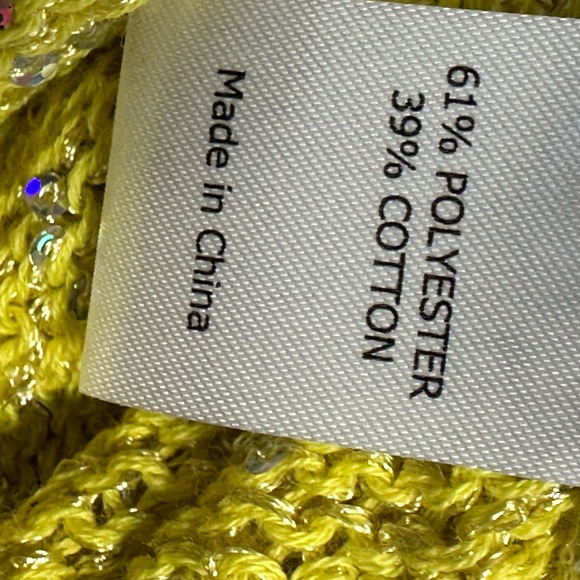 61% POLYESTER
39% COTTON
Made in China